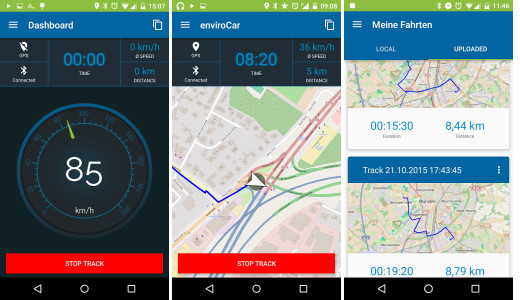 15:07
Dashboard
GPS
Connected
00:00
TIME
0 km/h
Ø SPEED
0 km
DISTANCE
85
km/h
STOP TRACK
09:08
enviroCar
GPS
Connected
08:20
TIME
36 km/h
Ø SPEED
5 km
DISTANCE
STOP TRACK
11:46
Meine Fahrten
LOCAL
UPLOADED
00:15:30
Duration
8,44 km
Distance
Track 21.10.2015 17:43:45
Münster
00:19:20
8,79 km